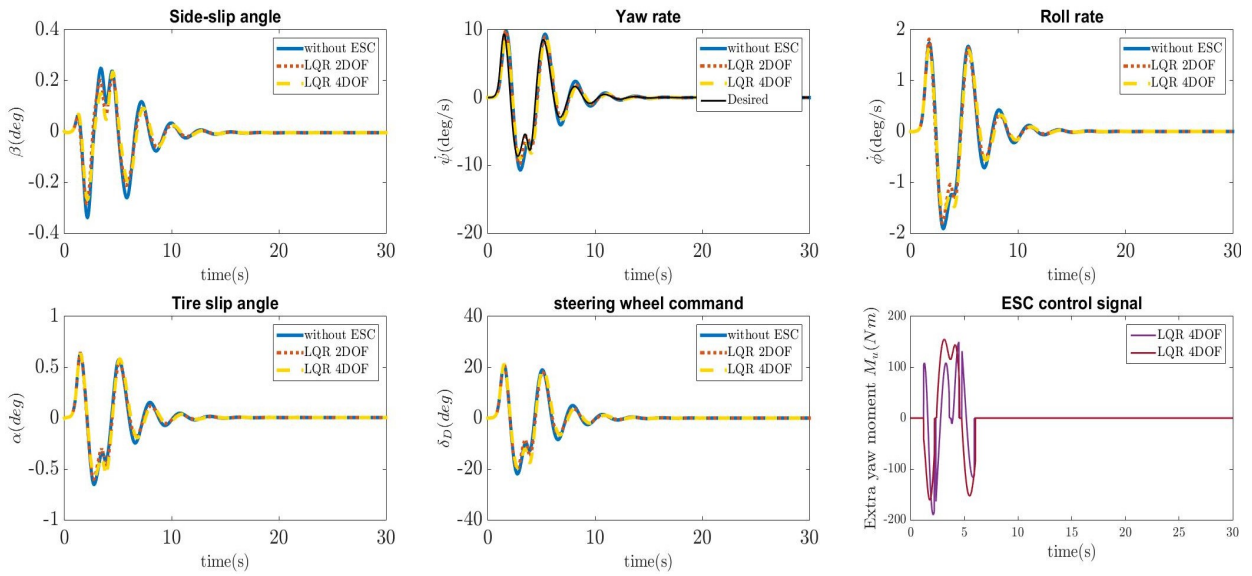 Side-slip angle
0.4
0.2
0
-0.2
-0.4
β(deg)
without ESC
LQR 2DOF
LQR 4DOF
0 10 20 30
time(s)
Yaw rate
10
0
-10
-20
ψ̇(deg/s)
without ESC
LQR 2DOF
LQR 4DOF
Desired
0 10 20 30
time(s)
Roll rate
2
1
0
-1
-2
φ̇(deg/s)
without ESC
LQR 2DOF
LQR 4DOF
0 10 20 30
time(s)
Tire slip angle
1
0.5
0
-0.5
-1
α(deg)
without ESC
LQR 2DOF
LQR 4DOF
0 10 20 30
time(s)
steering wheel command
40
20
0
-20
-40
δ_D(deg)
without ESC
LQR 2DOF
LQR 4DOF
0 10 20 30
time(s)
ESC control signal
200
100
0
-100
-200
Extra yaw moment M_u(Nm)
LQR 4DOF
LQR 4DOF
0 5 10 15 20 25 30
time(s)